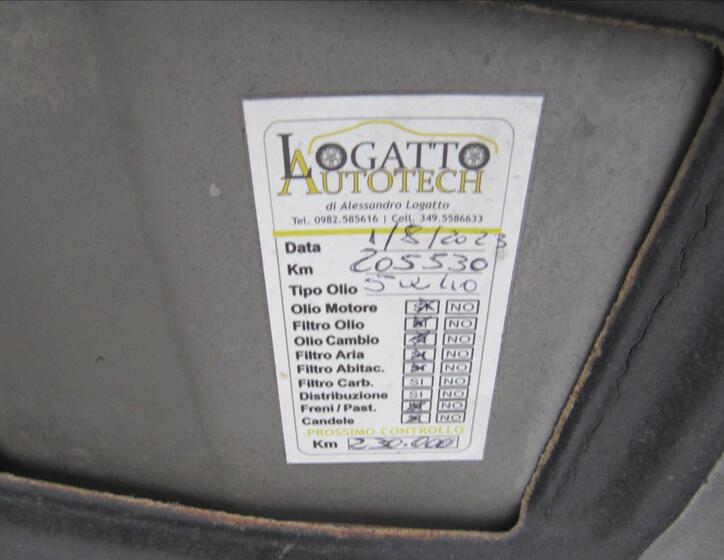 LOGATTO
AUTOTECH
di Alessandro Logatto
Tel. 0982.585616 | Cell. 349.5586633
Data 1/8/2023
Km 205530
Tipo Olio 5W40
Olio Motore SI NO
Filtro Olio SI NO
Olio Cambio SI NO
Filtro Aria SI NO
Filtro Abitac. SI NO
Filtro Carb. SI NO
Distribuzione SI NO
Freni/Past. SI NO
Candele SI NO
PROSSIMO CONTROLLO
Km 230.000